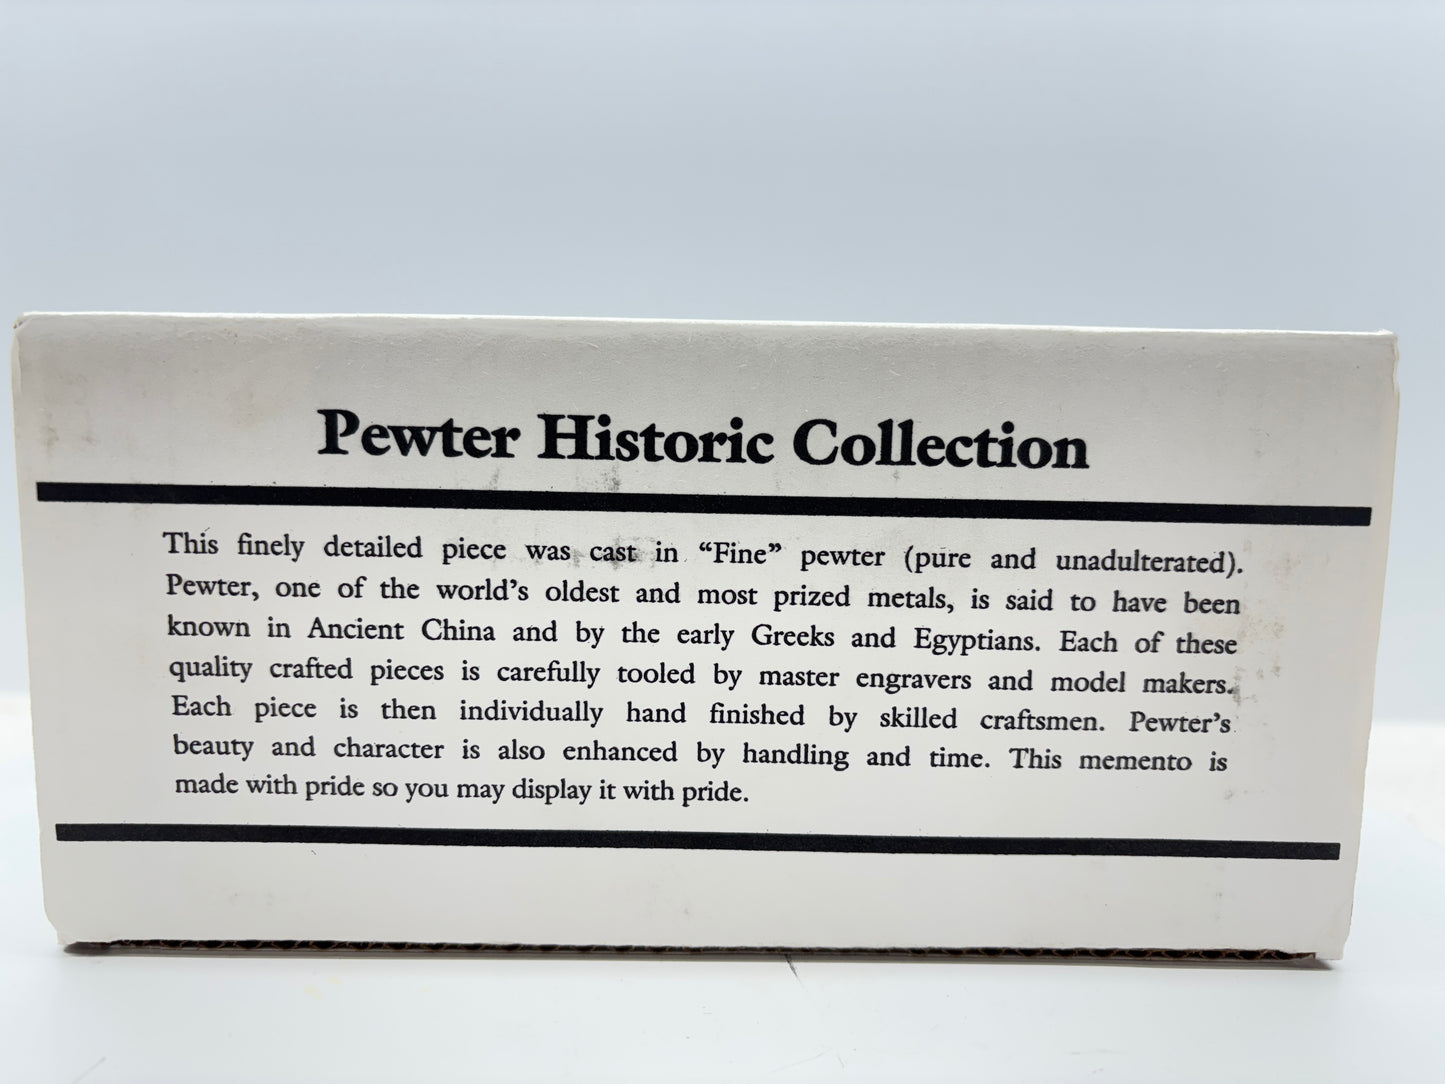 Pewter Historic Collection
This finely detailed piece was cast in “Fine” pewter (pure and unadulterated).
Pewter, one of the world’s oldest and most prized metals, is said to have been
known in Ancient China and by the early Greeks and Egyptians. Each of these
quality crafted pieces is carefully tooled by master engravers and model makers.
Each piece is then individually hand finished by skilled craftsmen. Pewter’s
beauty and character is also enhanced by handling and time. This memento is
made with pride so you may display it with pride.